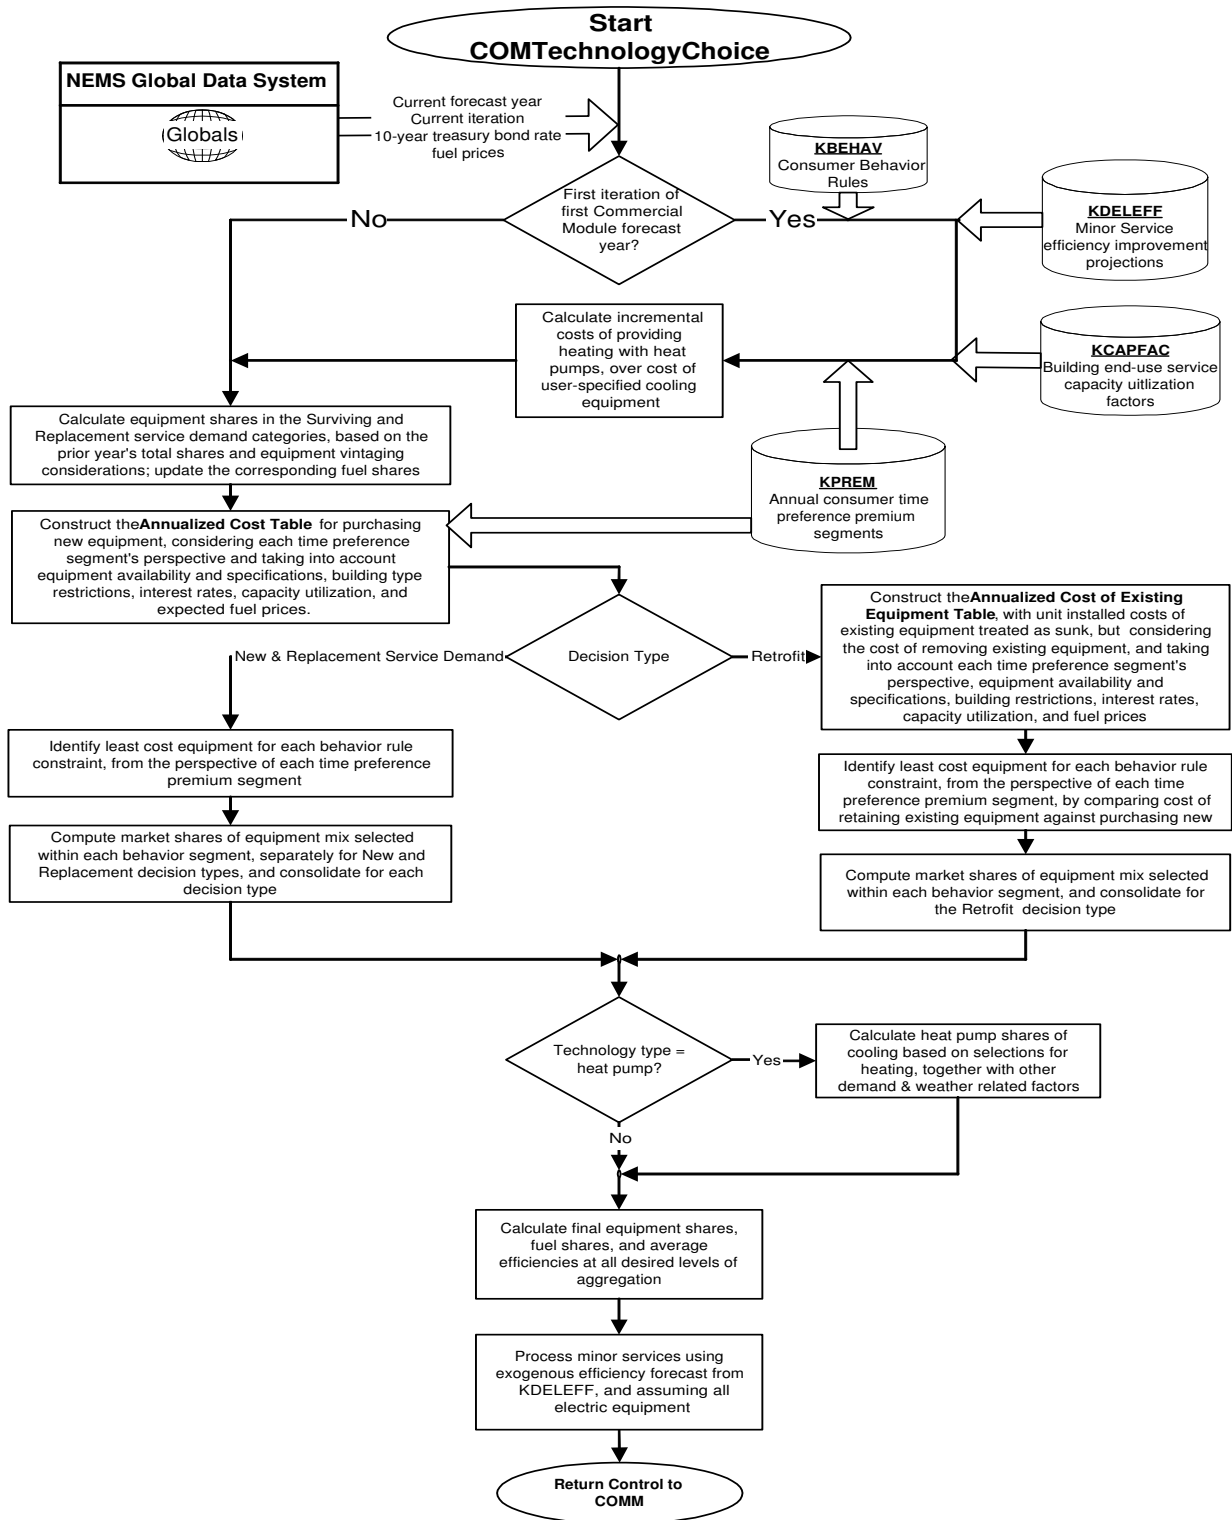 Start
COMTechnologyChoice
NEMS Global Data System
Globals
Current forecast year
Current iteration
10-year treasury bond rate
fuel prices
KBEHAV
Consumer Behavior
Rules
KDELEFF
Minor Service
efficiency improvement
projections
First iteration of
first Commercial
Module forecast
year?
No
Yes
Calculate incremental
costs of providing
heating with heat
pumps, over cost of
user-specified cooling
equipment
KCAPFAC
Building end-use service
capacity uitlization
factors
Calculate equipment shares in the Surviving and
Replacement service demand categories, based on the
prior year's total shares and equipment vintaging
considerations; update the corresponding fuel shares
KPREM
Annual consumer time
preference premium
segments
Construct theAnnualized Cost Table for purchasing
new equipment, considering each time preference
segment's perspective and taking into account
equipment availability and specifications, building type
restrictions, interest rates, capacity utilization, and
expected fuel prices.
Decision Type
New & Replacement Service Demand
Retrofit
Construct theAnnualized Cost of Existing
Equipment Table, with unit installed costs of
existing equipment treated as sunk, but considering
the cost of removing existing equipment, and taking
into account each time preference segment's
perspective, equipment availability and
specifications, building restrictions, interest rates,
capacity utilization, and fuel prices
Identify least cost equipment for each behavior rule
constraint, from the perspective of each time preference
premium segment
Identify least cost equipment for each behavior rule
constraint, from the perspective of each time
preference premium segment, by comparing cost of
retaining existing equipment against purchasing new
Compute market shares of equipment mix selected
within each behavior segment, separately for New and
Replacement decision types, and consolidate for each
decision type
Compute market shares of equipment mix selected
within each behavior segment, and consolidate for
the Retrofit decision type
Technology type =
heat pump?
Yes
Calculate heat pump shares of
cooling based on selections for
heating, together with other
demand & weather related factors
No
Calculate final equipment shares,
fuel shares, and average
efficiencies at all desired levels of
aggregation
Process minor services using
exogenous efficiency forecast from
KDELEFF, and assuming all
electric equipment
Return Control to
COMM